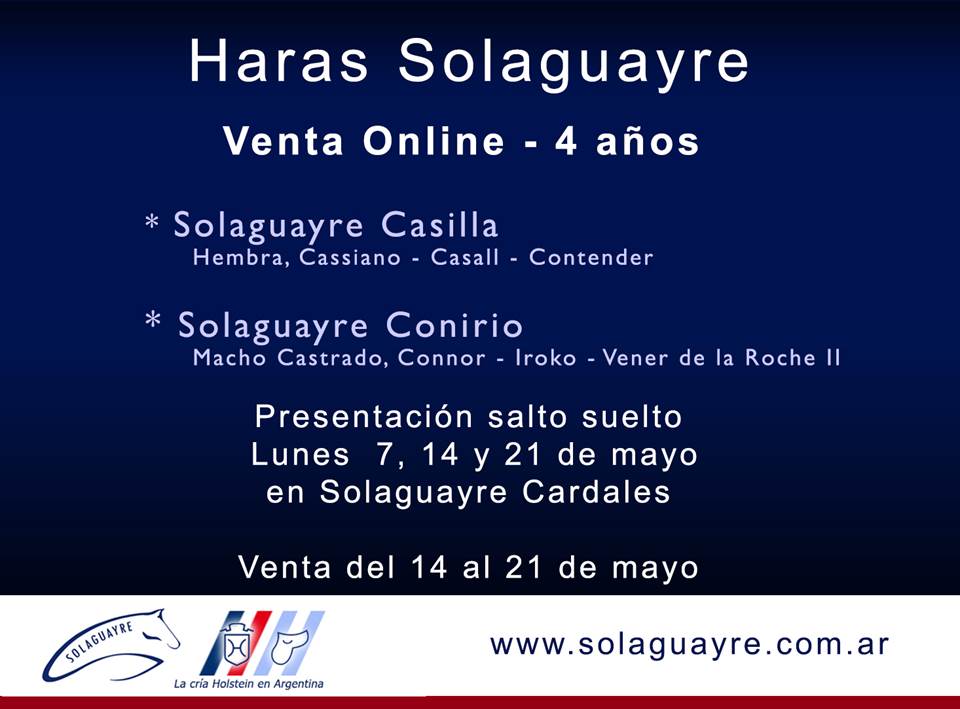 Haras Solaguayre
Venta Online - 4 años
* Solaguayre Casilla
Hembra, Cassiano - Casall - Contender
* Solaguayre Conirio
Macho Castrado, Connor - Iroko - Vener de la Roche II
Presentación salto suelto
Lunes 7, 14 y 21 de mayo
en Solaguayre Cardales
Venta del 14 al 21 de mayo
SOLAGUAYRE
La cría Holstein en Argentina
www.solaguayre.com.ar